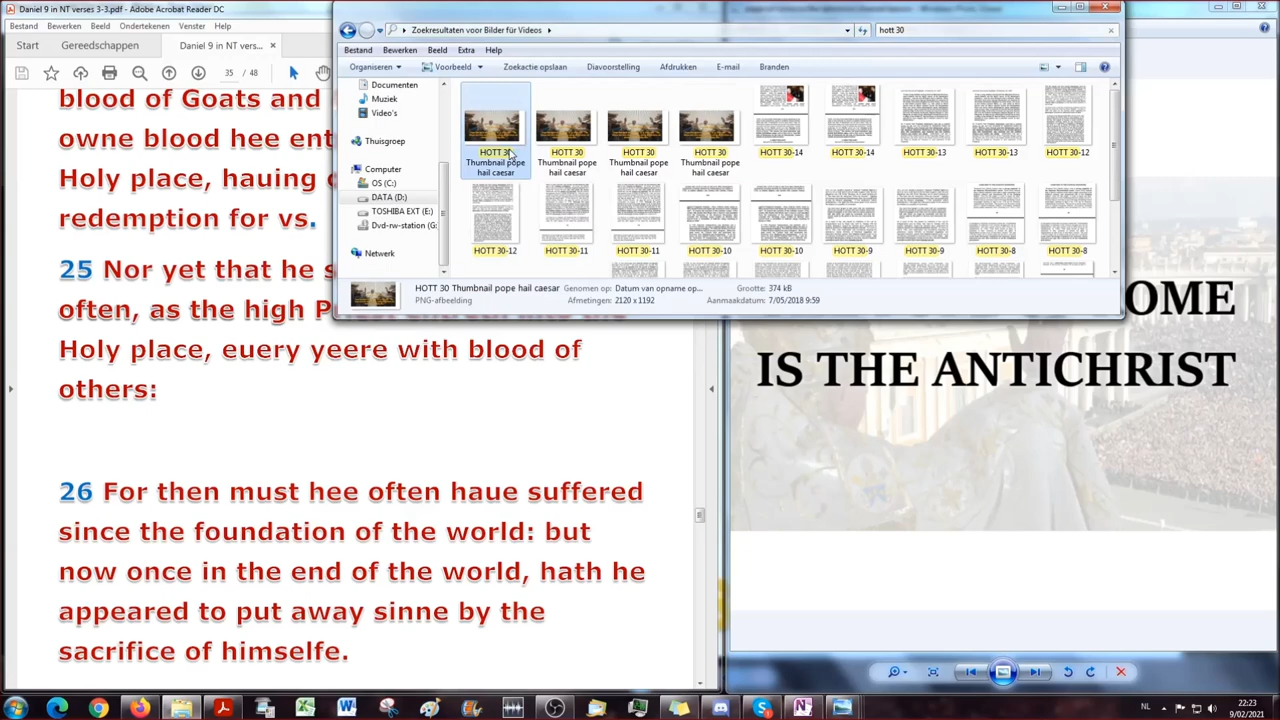 Daniel 9 in NT verses 3-3.pdf - Adobe Acrobat Reader DC
Bestand Bewerken Beeld Ondertekenen Venster Help
Start Gereedschappen Daniel 9 in NT vers... ×
35 / 48
blood of Goats and
owne blood hee ent
Holy place, hauing
redemption for vs.
25 Nor yet that he s
often, as the high
Holy place, euery yeere with blood of
others:
26 For then must hee often haue suffered
since the foundation of the world: but
now once in the end of the world, hath he
appeared to put away sinne by the
sacrifice of himselfe.
Zoekresultaten voor Bilder für Videos
hott 30
Bestand Bewerken Beeld Extra Help
Organiseren Voorbeeld Zoekactie opslaan Diavoorstelling Afdrukken E-mail Branden
Documenten
Muziek
Video's
Thuisgroep
Computer
OS (C:)
DATA (D:)
TOSHIBA EXT (E:)
Dvd-rw-station (G:
Netwerk
HOTT 30 Thumbnail pope hail caesar
HOTT 30 Thumbnail pope hail caesar
HOTT 30 Thumbnail pope hail caesar
HOTT 30 Thumbnail pope hail caesar
HOTT 30-14 HOTT 30-14 HOTT 30-13 HOTT 30-13 HOTT 30-12
HOTT 30-12 HOTT 30-11 HOTT 30-11 HOTT 30-10 HOTT 30-10 HOTT 30-9 HOTT 30-9 HOTT 30-8 HOTT 30-8
HOTT 30 Thumbnail pope hail caesar Genomen op: Datum van opname op... Grootte: 374 kB
PNG-afbeelding Afmetingen: 2120 x 1192 Aanmaakdatum: 7/05/2018 9:59
OME
IS THE ANTICHRIST
NL
22:23
9/02/2021